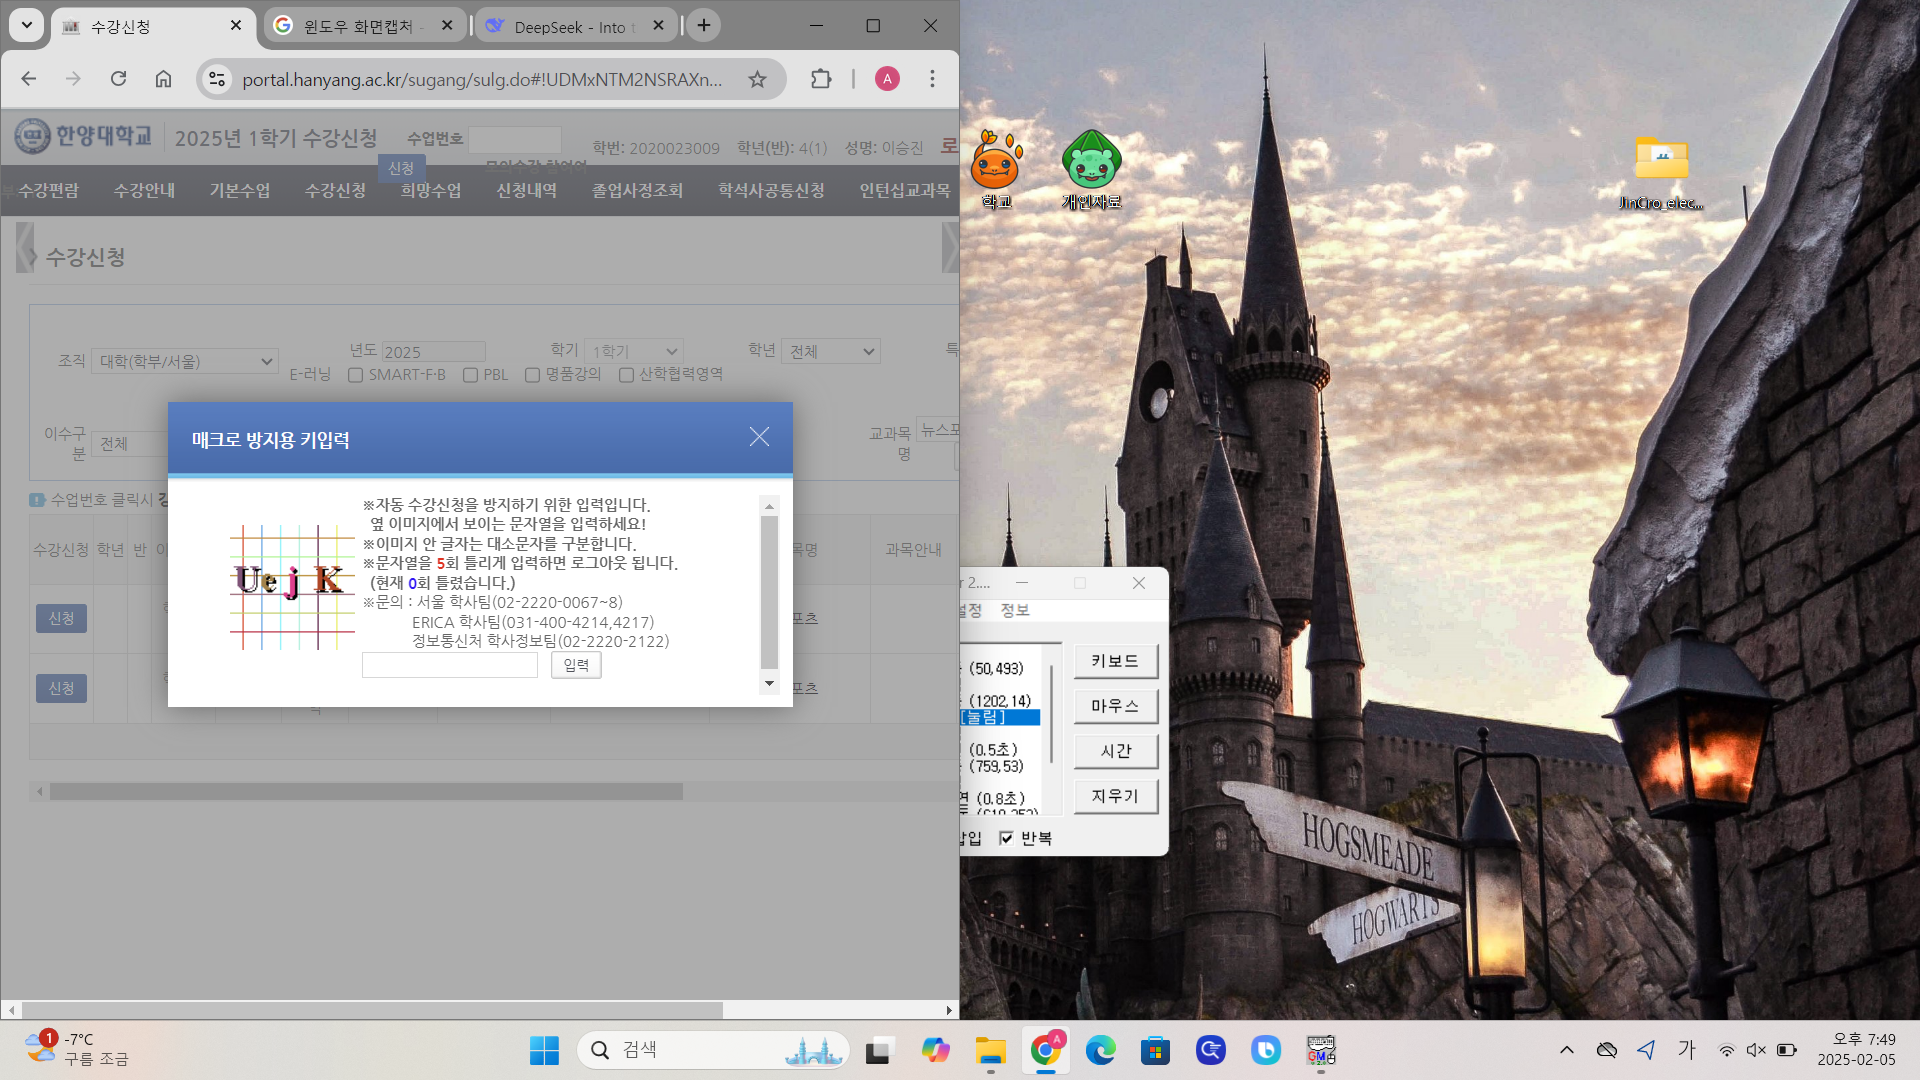 수강신청
윈도우 화면캡처 -
DeepSeek - Into t
portal.hanyang.ac.kr/sugang/sulg.do#!UDMxNTM2NSRAXn...
A
한양대학교
2025년 1학기 수강신청
수업번호
신청
학번: 2020023009
학년(반): 4(1)
성명: 이승진
로
수강편람
수강안내
기본수업
수강신청
희망수업
신청내역
졸업사정조회
학석사공통신청
인턴십교과목
수강신청
조직 대학(학부/서울)
년도 2025
학기 1학기
학년 전체
특
E-러닝
SMART-F·B
PBL
명품강의
산학협력영역
이수구분 전체
교과목명 뉴스포
수업번호 클릭시 강
수강신청 학년 반 이
목명
과목안내
신청
포츠
신청
포츠
매크로 방지용 키입력
※자동 수강신청을 방지하기 위한 입력입니다.
옆 이미지에서 보이는 문자열을 입력하세요!
※이미지 안 글자는 대소문자를 구분합니다.
※문자열을 5회 틀리게 입력하면 로그아웃 됩니다.
(현재 0회 틀렸습니다.)
※문의 : 서울 학사팀(02-2220-0067~8)
ERICA 학사팀(031-400-4214,4217)
정보통신처 학사정보팀(02-2220-2122)
UejK
입력
학교
개인자료
JinCro_elec...
r 2....
설정 정보
(50,493)
(1202,14)
[눌림]
(0.5초)
(759,53)
연 (0.8초)
키보드
마우스
시간
지우기
삽입
반복
HOGSMEADE
HOGWARTS
1
-7°C
구름 조금
검색
A
가
오후 7:49
2025-02-05